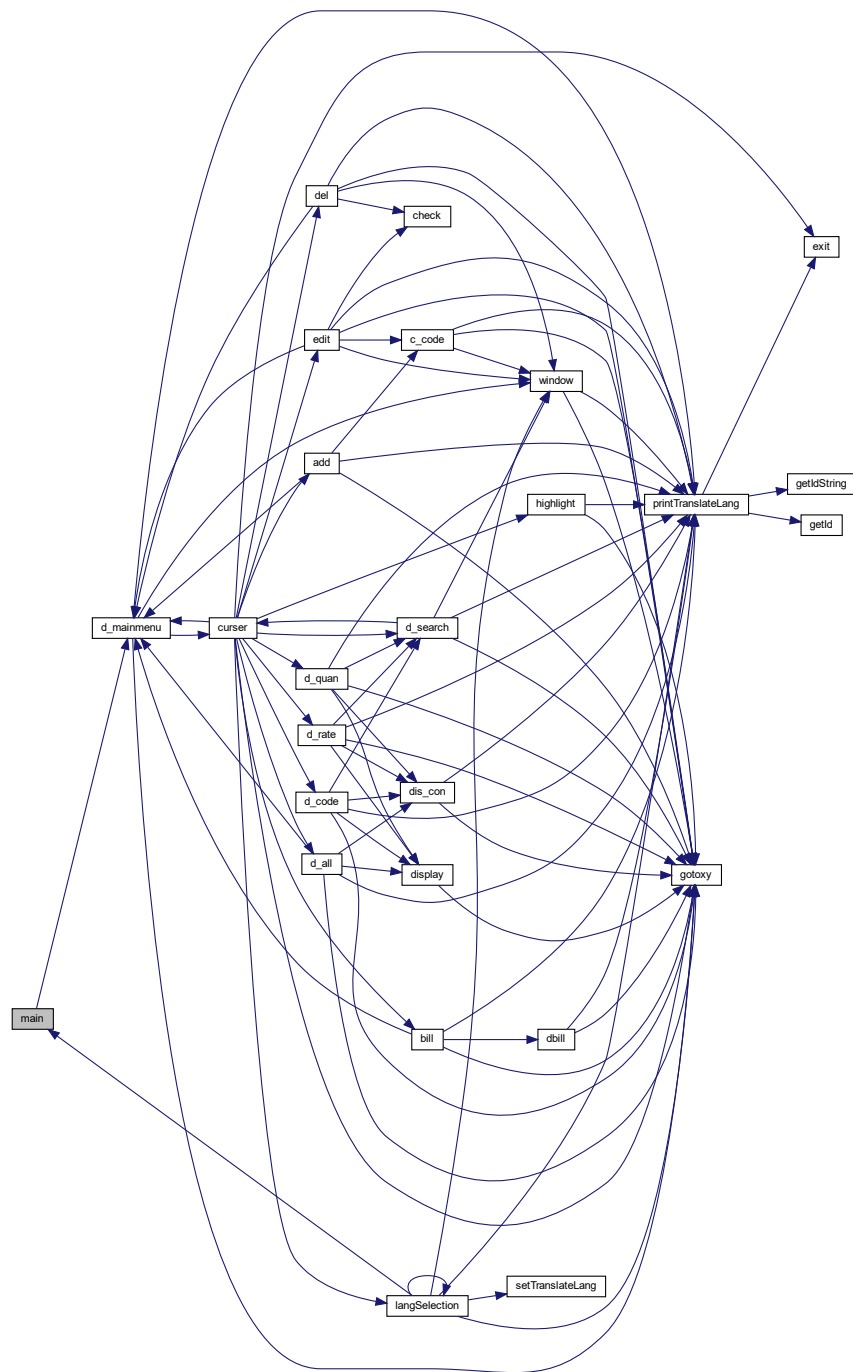 del
check
exit
edit
c_code
window
add
getIdString
highlight
printTranslateLang
getId
d_mainmenu
curser
d_search
d_quan
d_rate
dis_con
d_code
d_all
display
gotoxy
main
bill
dbill
setTranslateLang
langSelection